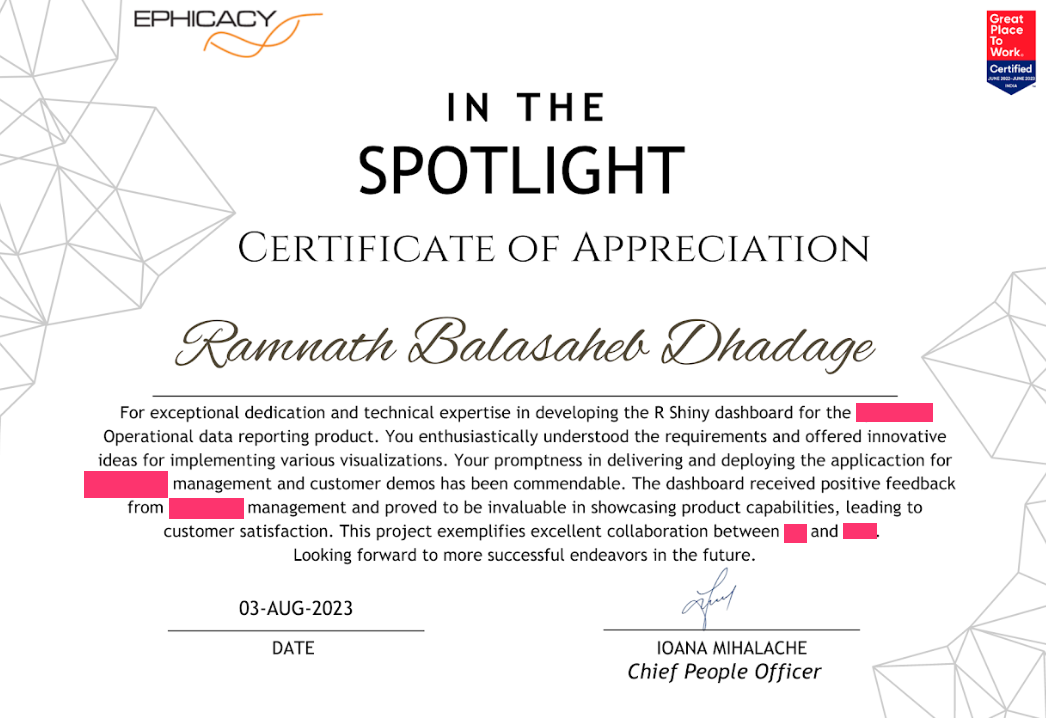 EPHICACY
Great
Place
To
Work.
Certified
JUNE 2022-JUNE 2023
INDIA
IN THE
SPOTLIGHT
CERTIFICATE OF APPRECIATION
Ramnath Balasaheb Dhadage
For exceptional dedication and technical expertise in developing the R Shiny dashboard for the
Operational data reporting product. You enthusiastically understood the requirements and offered innovative
ideas for implementing various visualizations. Your promptness in delivering and deploying the applicaction for
management and customer demos has been commendable. The dashboard received positive feedback
from management and proved to be invaluable in showcasing product capabilities, leading to
customer satisfaction. This project exemplifies excellent collaboration between and .
Looking forward to more successful endeavors in the future.
03-AUG-2023
DATE
IOANA MIHALACHE
Chief People Officer